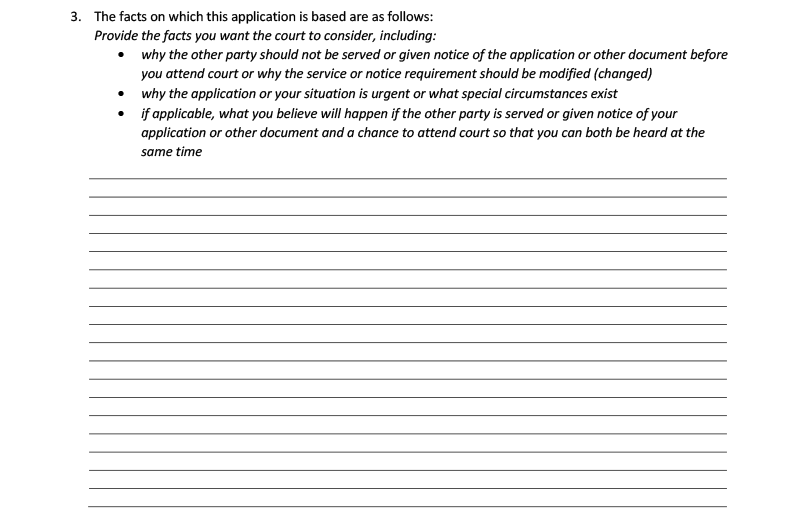 3. The facts on which this application is based are as follows:
Provide the facts you want the court to consider, including:
• why the other party should not be served or given notice of the application or other document before
you attend court or why the service or notice requirement should be modified (changed)
• why the application or your situation is urgent or what special circumstances exist
• if applicable, what you believe will happen if the other party is served or given notice of your
application or other document and a chance to attend court so that you can both be heard at the
same time